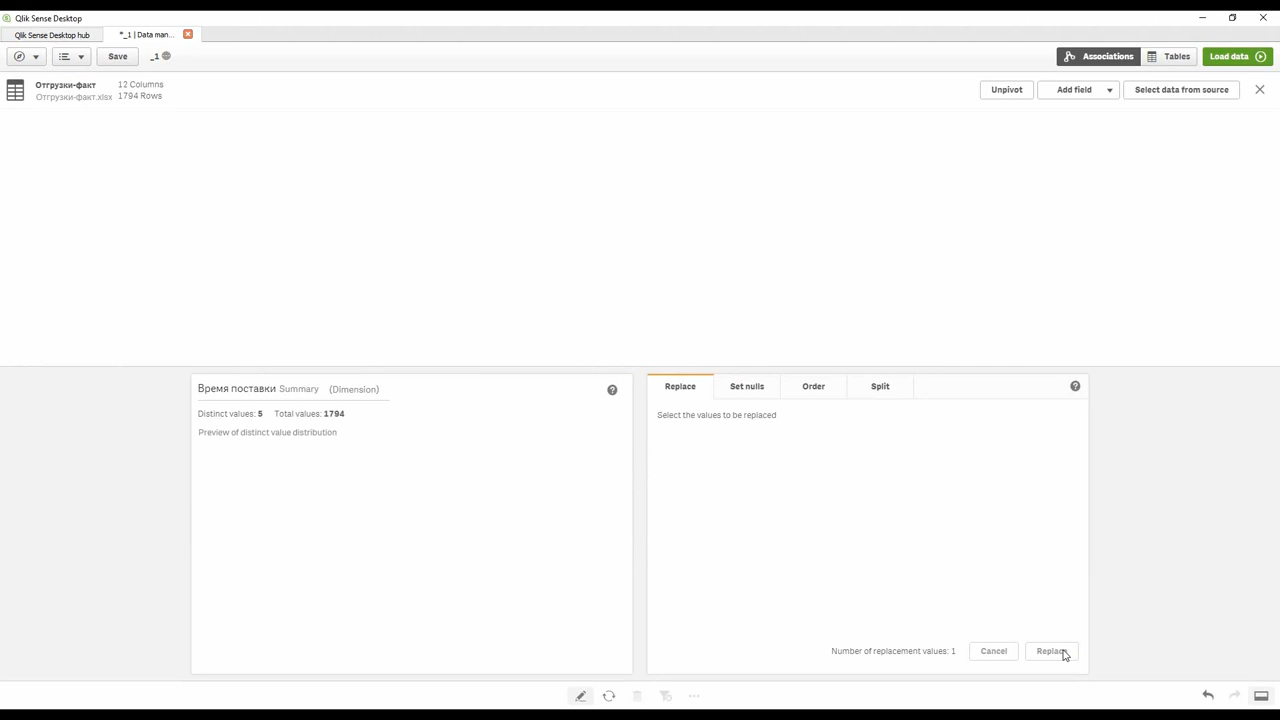 Qlik Sense Desktop
Qlik Sense Desktop hub
*_1 | Data man...
Save
_1
Associations
Tables
Load data
Отгрузки-факт
12 Columns
Отгрузки-факт.xlsx
1794 Rows
Unpivot
Add field
Select data from source
Время поставки Summary (Dimension)
Distinct values: 5 Total values: 1794
Preview of distinct value distribution
Replace
Set nulls
Order
Split
Select the values to be replaced
Number of replacement values: 1
Cancel
Replace